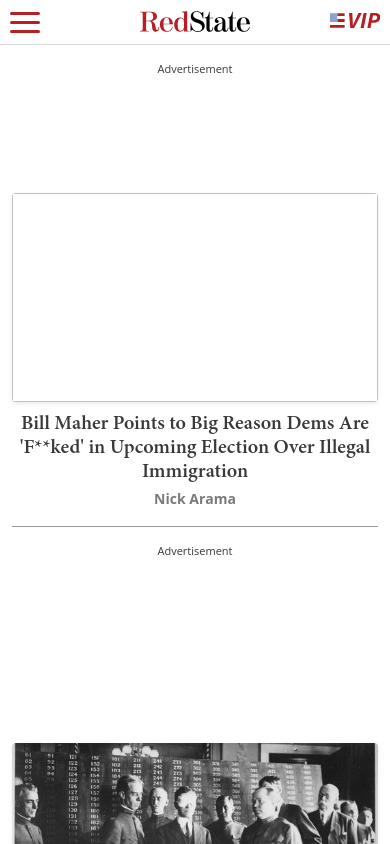 RedState
VIP
Advertisement
Bill Maher Points to Big Reason Dems Are
'F**ked' in Upcoming Election Over Illegal
Immigration
Nick Arama
Advertisement